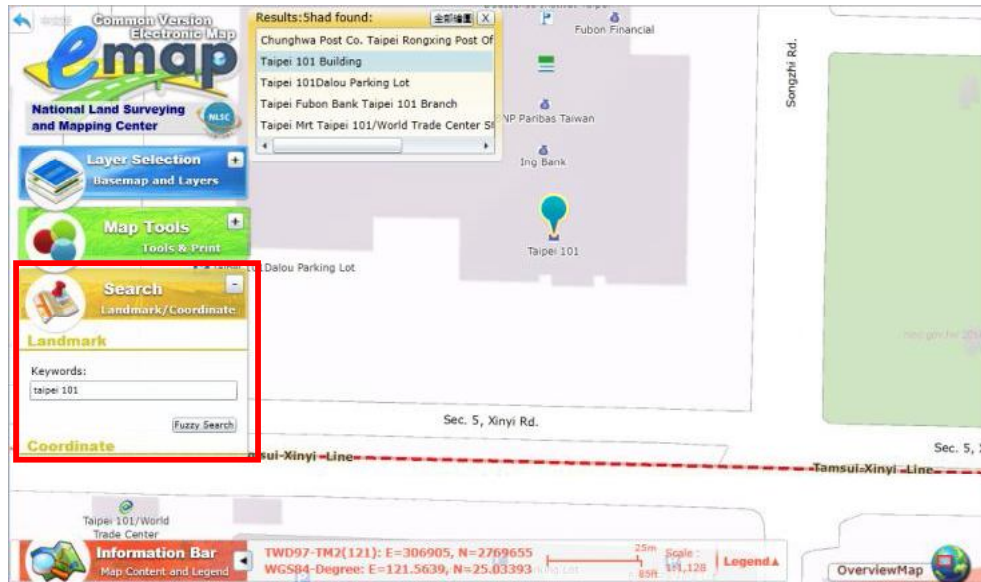 Common Version
Electronic Map
emap
National Land Surveying
and Mapping Center
NLSC
Layer Selection
+
Basemap and Layers
Map Tools
+
Tools & Print
Search
-
Landmark/Coordinate
Landmark
Keywords:
taipei 101
Fuzzy Search
Coordinate
Results:5had found:
全部繪畫 X
Chunghwa Post Co. Taipei Rongxing Post Of
Taipei 101 Building
Taipei 101Dalou Parking Lot
Taipei Fubon Bank Taipei 101 Branch
Taipei Mrt Taipei 101/World Trade Center S
Fubon Financial
Songzhi Rd.
NP Paribas Taiwan
Ing Bank
Taipei 101
101Dalou Parking Lot
Sec. 5, Xinyi Rd.
sui-Xinyi-Line
Sec. 5,
Tamsui-Xinyi-Line
Taipei 101/World
Trade Center
Information Bar
Map Content and Legend
TWD97-TM2(121): E=306905, N=2769655
WGS84-Degree: E=121.5639, N=25.03393
25m
85ft
Scale :
1:1,128
Legend▲
OverviewMap